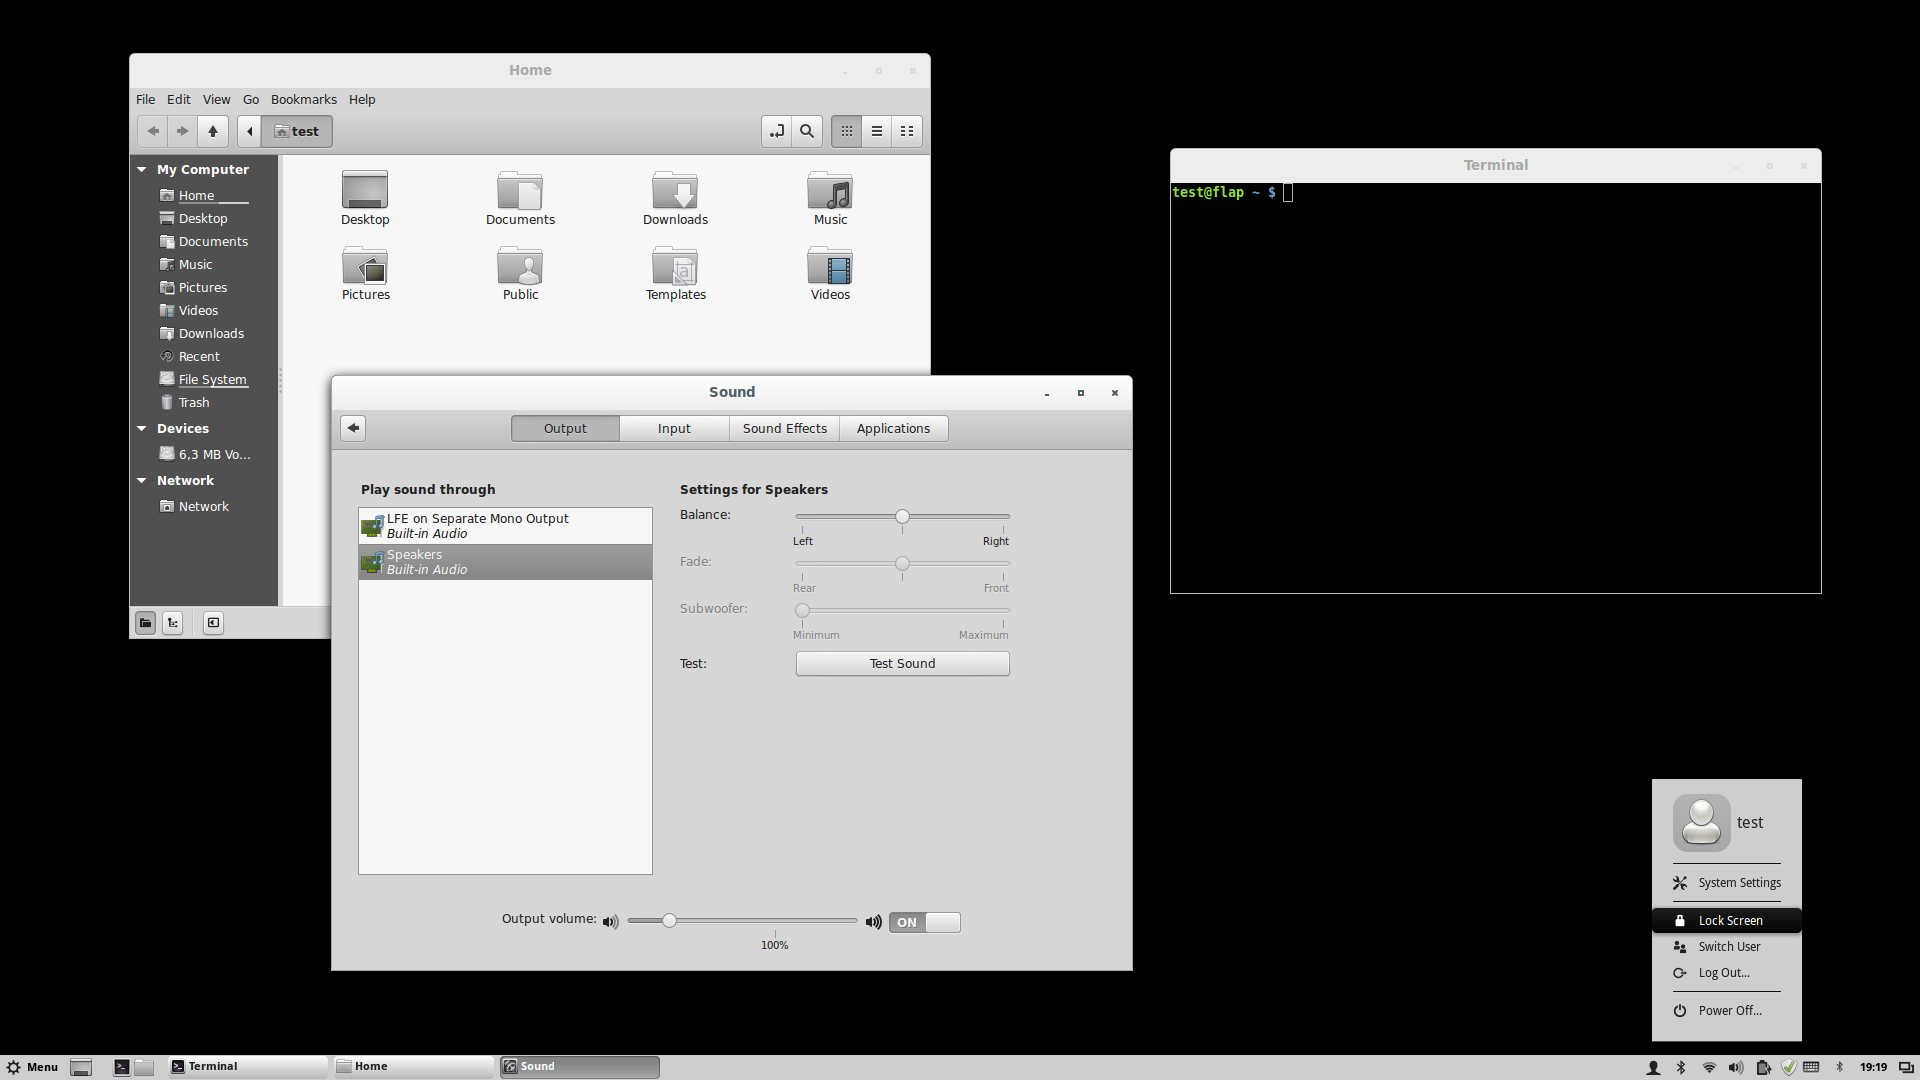 Home
File Edit View Go Bookmarks Help
test
My Computer
Home
Desktop
Documents
Music
Pictures
Videos
Downloads
Recent
File System
Trash
Devices
6,3 MB Vo...
Network
Network
Desktop Documents Downloads Music
Pictures Public Templates Videos
Terminal
test@flap ~ $
Sound
Output Input Sound Effects Applications
Play sound through
LFE on Separate Mono Output
Built-in Audio
Speakers
Built-in Audio
Settings for Speakers
Balance:
Left Right
Fade:
Rear Front
Subwoofer:
Minimum Maximum
Test: Test Sound
Output volume: ON
100%
test
System Settings
Lock Screen
Switch User
Log Out...
Power Off...
Menu Terminal Home Sound 19:19